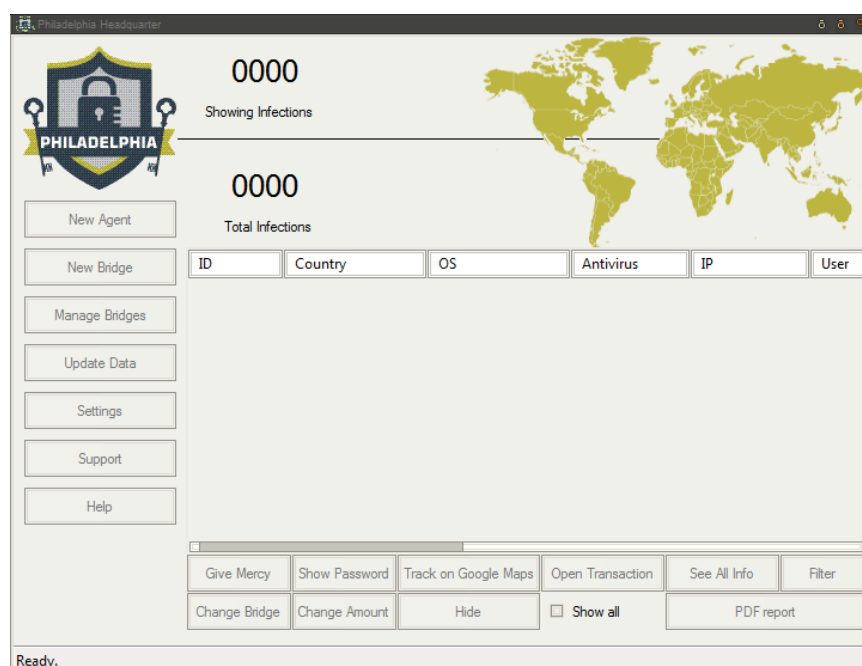 Philadelphia Headquarter
0000
Showing Infections
PHILADELPHIA
0000
Total Infections
New Agent
New Bridge
Manage Bridges
Update Data
Settings
Support
Help
ID Country OS Antivirus IP User
Give Mercy Show Password Track on Google Maps Open Transaction See All Info Filter
Change Bridge Change Amount Hide Show all PDF report
Ready.